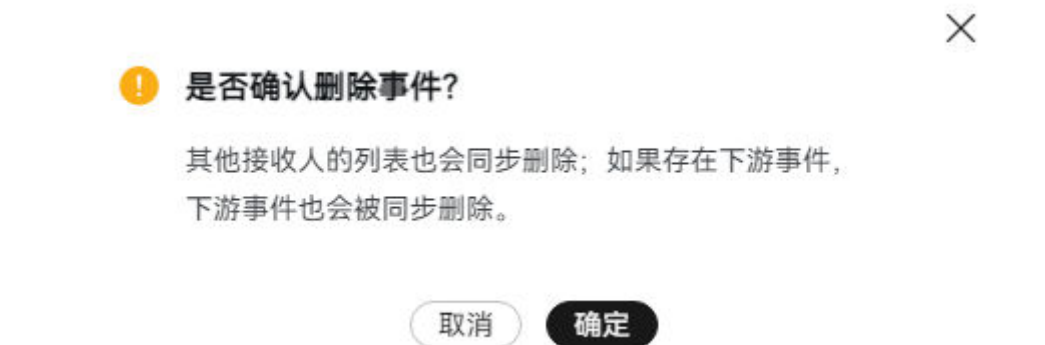 是否确认删除事件?
其他接收人的列表也会同步删除；如果存在下游事件，
下游事件也会被同步删除。
取消 确定